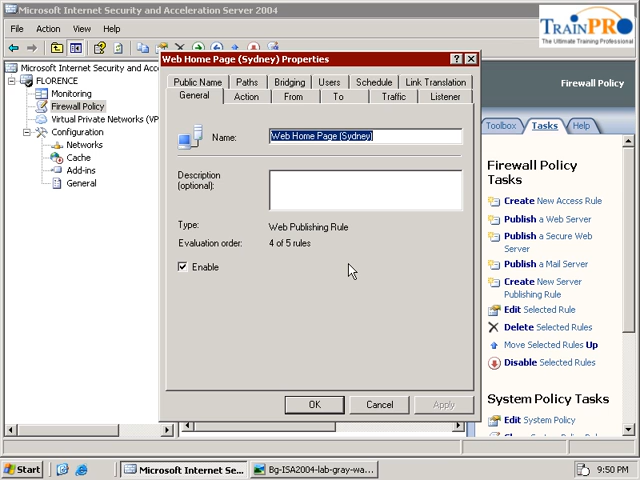 Microsoft Internet Security and Acceleration Server 2004
File Action View Help
TrainPRO
The Ultimate Training Professional
Microsoft Internet Security and Acce
FLORENCE
Monitoring
Firewall Policy
Virtual Private Networks (VP
Configuration
Networks
Cache
Add-ins
General
Web Home Page (Sydney) Properties
Public Name Paths Bridging Users Schedule Link Translation
General Action From To Traffic Listener
Name: Web Home Page (Sydney)
Description
(optional):
Type: Web Publishing Rule
Evaluation order: 4 of 5 rules
Enable
OK Cancel Apply
Firewall Policy
Toolbox Tasks Help
Firewall Policy
Tasks
Create New Access Rule
Publish a Web Server
Publish a Secure Web
Server
Publish a Mail Server
Create New Server
Publishing Rule
Edit Selected Rule
Delete Selected Rules
Move Selected Rules Up
Disable Selected Rules
System Policy Tasks
Edit System Policy
Start
Microsoft Internet Se...
Bg-ISA2004-lab-gray-wa...
9:50 PM